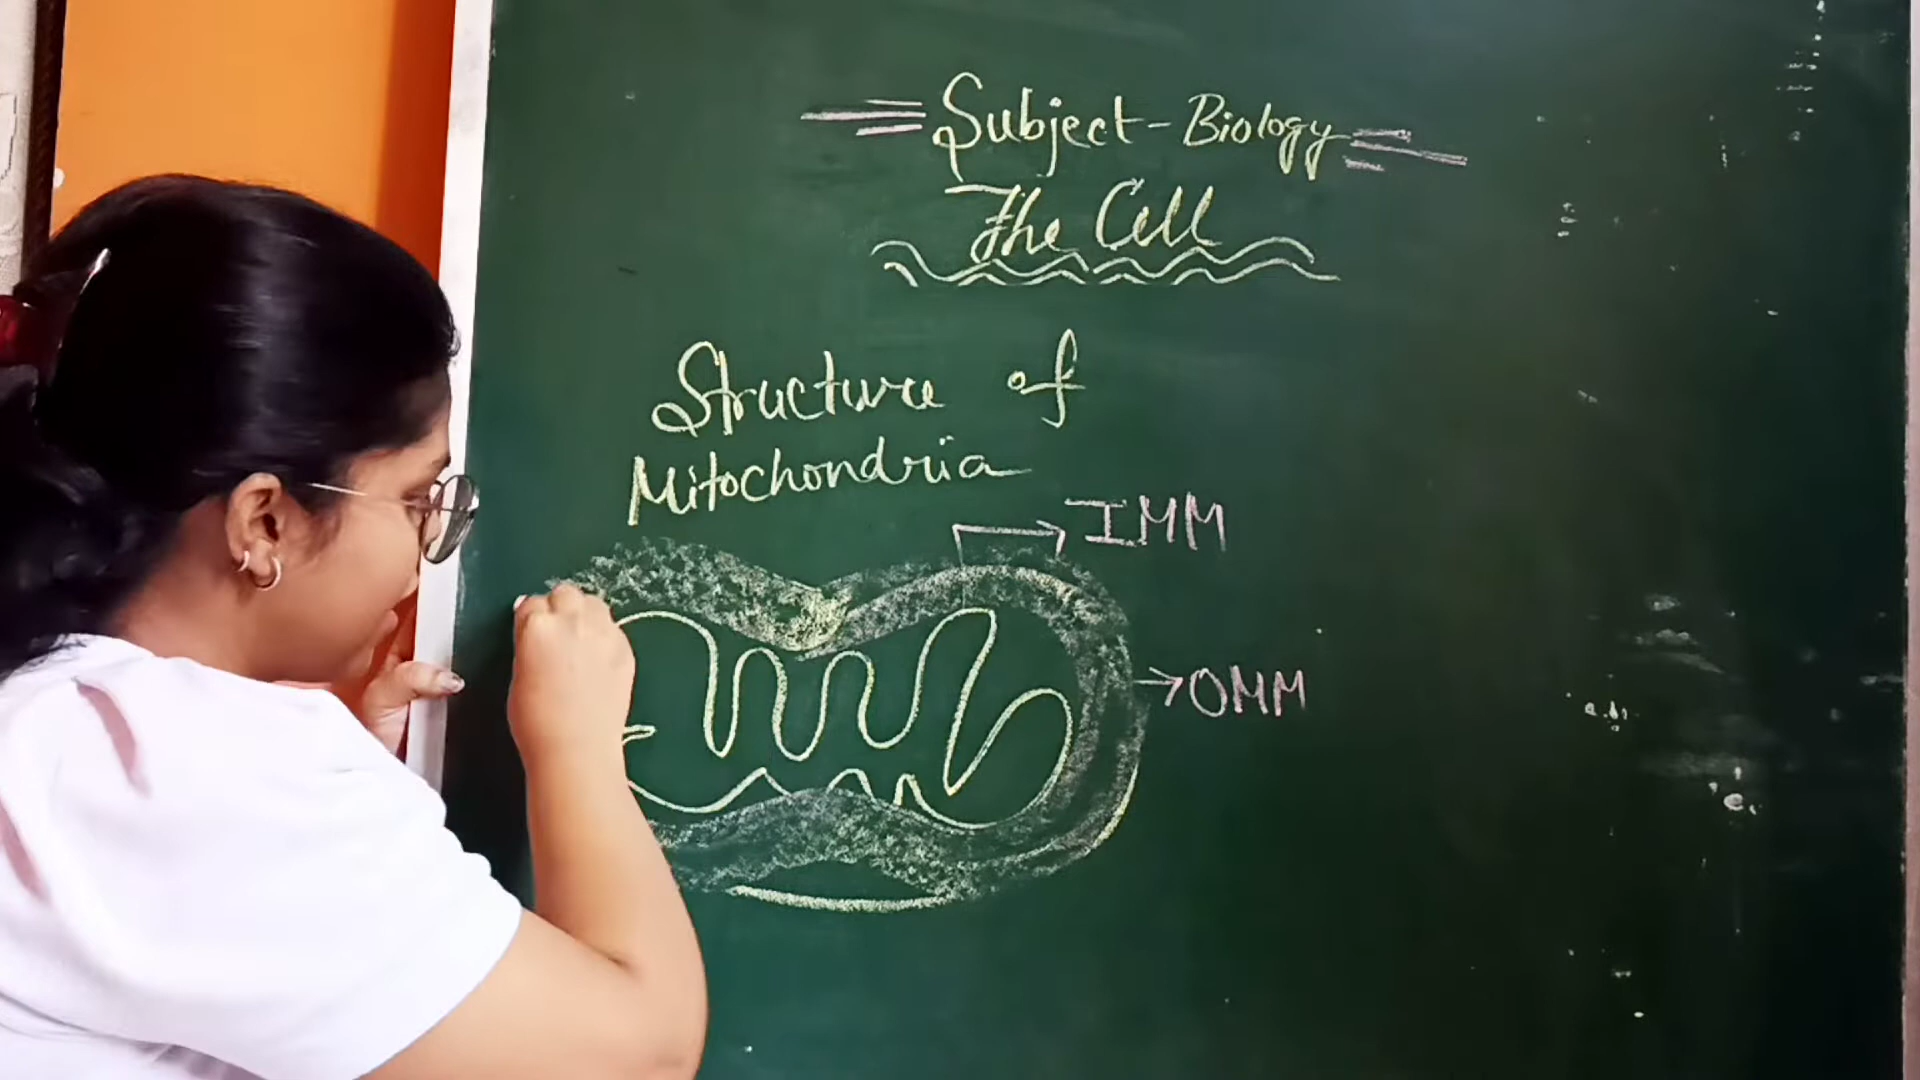 Subject - Biology
The Cell
Structure of
Mitochondria
IMM
OMM